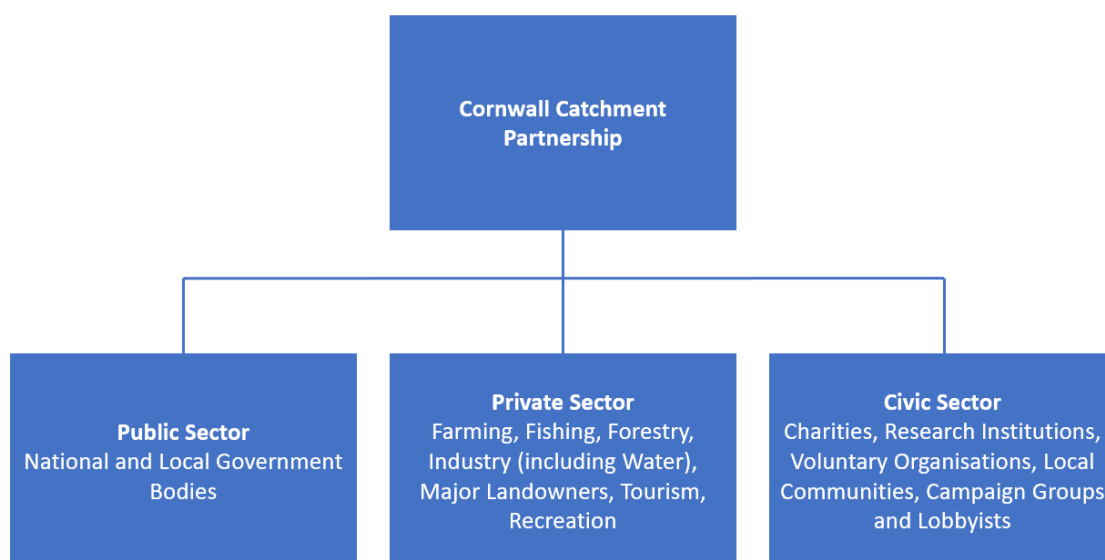 Cornwall Catchment
Partnership
Public Sector
National and Local Government
Bodies
Private Sector
Farming, Fishing, Forestry,
Industry (including Water),
Major Landowners, Tourism,
Recreation
Civic Sector
Charities, Research Institutions,
Voluntary Organisations, Local
Communities, Campaign Groups
and Lobbyists